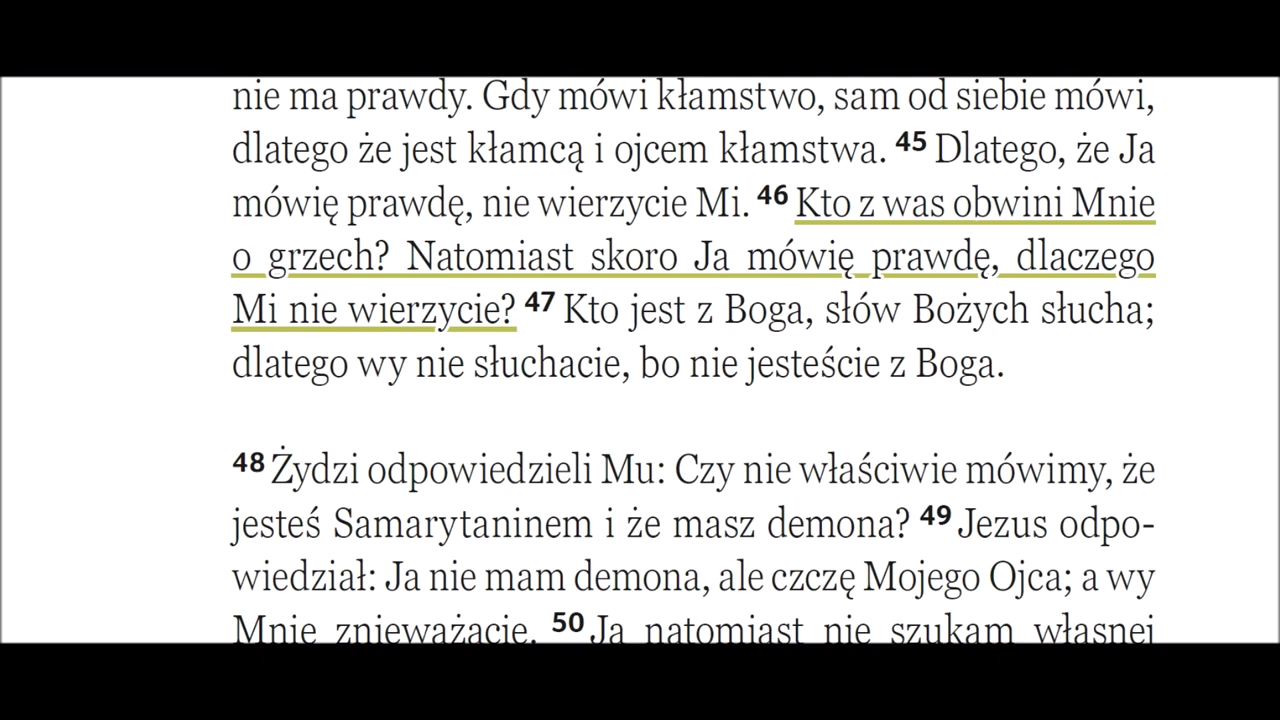 nie ma prawdy. Gdy mówi kłamstwo, sam od siebie mówi,
dlatego że jest kłamcą i ojcem kłamstwa. 45 Dlatego, że Ja
mówię prawdę, nie wierzycie Mi. 46 Kto z was obwini Mnie
o grzech? Natomiast skoro Ja mówię prawdę, dlaczego
Mi nie wierzycie? 47 Kto jest z Boga, słów Bożych słucha;
dlatego wy nie słuchacie, bo nie jesteście z Boga.
48 Żydzi odpowiedzieli Mu: Czy nie właściwie mówimy, że
jesteś Samarytaninem i że masz demona? 49 Jezus odpo-
wiedział: Ja nie mam demona, ale czczę Mojego Ojca; a wy
Mnie znieważacie. 50 Ja natomiast nie szukam własnej